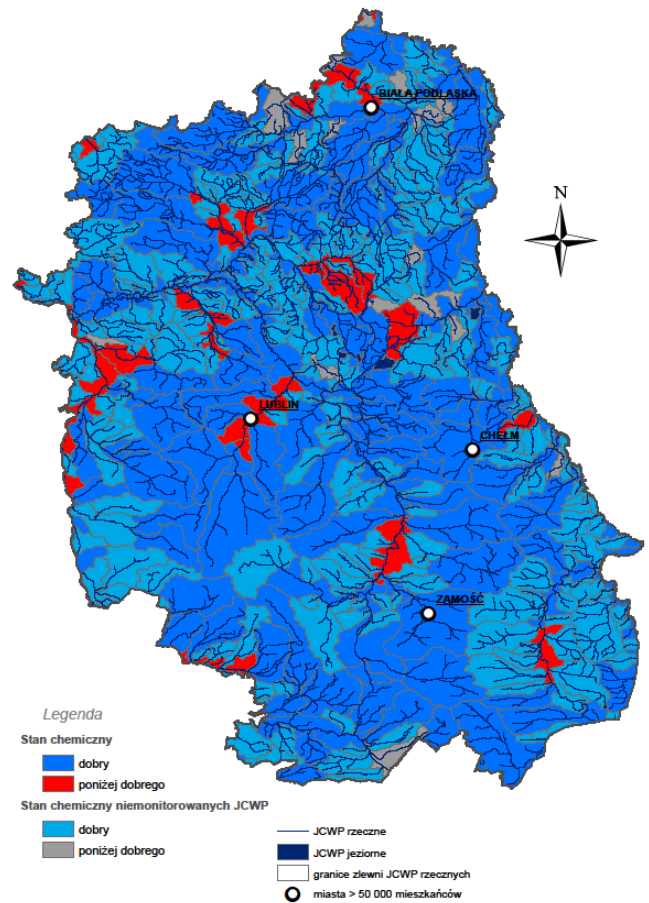 BIAŁA PODLASKA
N
LUBLIN
CHEŁM
ZAMOŚĆ
Legenda
Stan chemiczny
dobry
poniżej dobrego
Stan chemiczny niemonitorowanych JCWP
dobry
poniżej dobrego
JCWP rzeczne
JCWP jeziorne
granice zlewni JCWP rzecznych
miasta > 50 000 mieszkańców